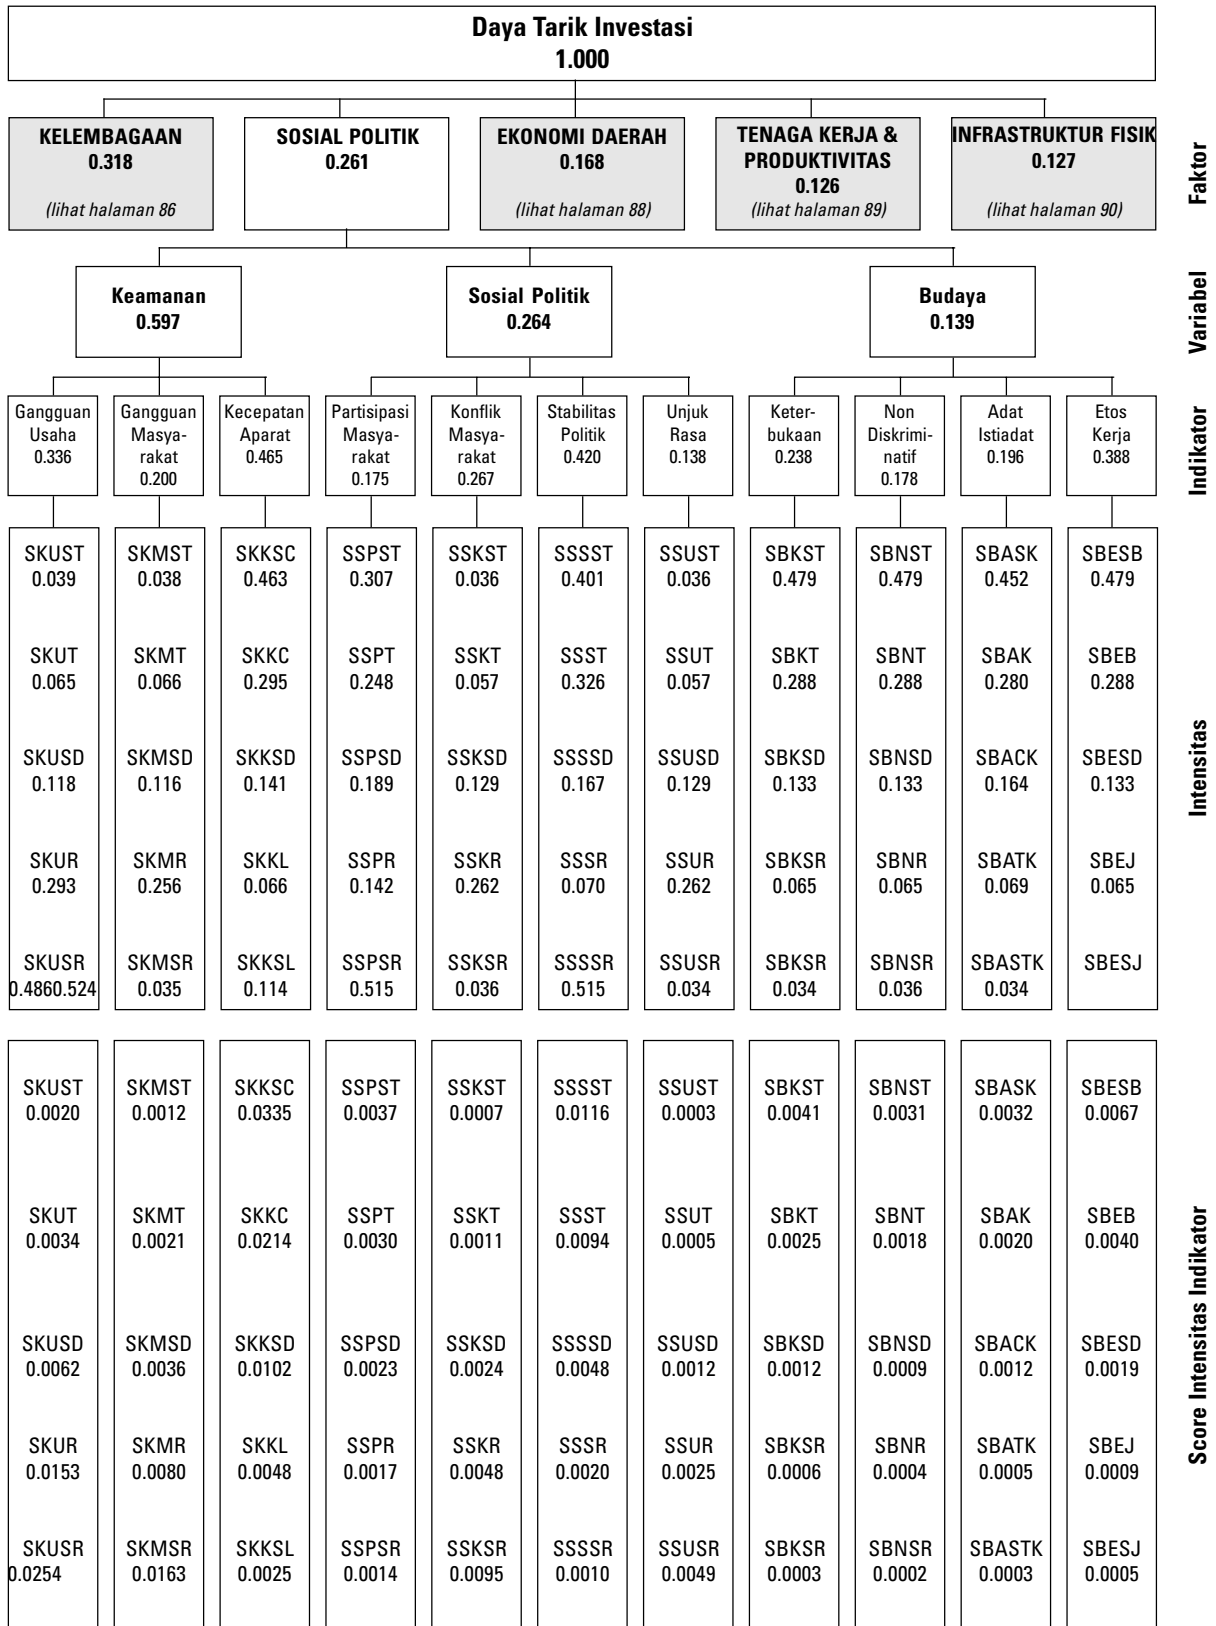 Daya Tarik Investasi
1.000
KELEMBAGAAN
0.318
(lihat halaman 86
SOSIAL POLITIK
0.261
EKONOMI DAERAH
0.168
(lihat halaman 88)
TENAGA KERJA &
PRODUKTIVITAS
0.126
(lihat halaman 89)
INFRASTRUKTUR FISIK
0.127
(lihat halaman 90)
Faktor
Keamanan
0.597
Sosial Politik
0.264
Budaya
0.139
Variabel
Gangguan
Usaha
0.336
Gangguan
Masya-
rakat
0.200
Kecepatan
Aparat
0.465
Partisipasi
Masya-
rakat
0.175
Konflik
Masya-
rakat
0.267
Stabilitas
Politik
0.420
Unjuk
Rasa
0.138
Keter-
bukaan
0.238
Non
Diskrimi-
natif
0.178
Adat
Istiadat
0.196
Etos
Kerja
0.388
Indikator
SKUST SKMST SKKSC SSPST SSKST SSSST SSUST SBKST SBNST SBASK SBESB
0.039 0.038 0.463 0.307 0.036 0.401 0.036 0.479 0.479 0.452 0.479
SKUT SKMT SKKC SSPT SSKT SSST SSUT SBKT SBNT SBAK SBEB
0.065 0.066 0.295 0.248 0.057 0.326 0.057 0.288 0.288 0.280 0.288
SKUSD SKMSD SKKSD SSPSD SSKSD SSSSD SSUSD SBKSD SBNSD SBACK SBESD
0.118 0.116 0.141 0.189 0.129 0.167 0.129 0.133 0.133 0.164 0.133
SKUR SKMR SKKL SSPR SSKR SSSR SSUR SBKSR SBNR SBATK SBEJ
0.293 0.256 0.066 0.142 0.262 0.070 0.262 0.065 0.065 0.069 0.065
SKUSR SKMSR SKKSL SSPSR SSKSR SSSSR SSUSR SBKSR SBNSR SBASTK SBESJ
0.4860.524 0.035 0.114 0.515 0.036 0.515 0.034 0.034 0.036 0.034
Intensitas
SKUST SKMST SKKSC SSPST SSKST SSSST SSUST SBKST SBNST SBASK SBESB
0.0020 0.0012 0.0335 0.0037 0.0007 0.0116 0.0003 0.0041 0.0031 0.0032 0.0067
SKUT SKMT SKKC SSPT SSKT SSST SSUT SBKT SBNT SBAK SBEB
0.0034 0.0021 0.0214 0.0030 0.0011 0.0094 0.0005 0.0025 0.0018 0.0020 0.0040
SKUSD SKMSD SKKSD SSPSD SSKSD SSSSD SSUSD SBKSD SBNSD SBACK SBESD
0.0062 0.0036 0.0102 0.0023 0.0024 0.0048 0.0012 0.0012 0.0009 0.0012 0.0019
SKUR SKMR SKKL SSPR SSKR SSSR SSUR SBKSR SBNR SBATK SBEJ
0.0153 0.0080 0.0048 0.0017 0.0048 0.0020 0.0025 0.0006 0.0004 0.0005 0.0009
SKUSR SKMSR SKKSL SSPSR SSKSR SSSSR SSUSR SBKSR SBNSR SBASTK SBESJ
0.0254 0.0163 0.0025 0.0014 0.0095 0.0010 0.0049 0.0003 0.0002 0.0003 0.0005
Score Intensitas Indikator